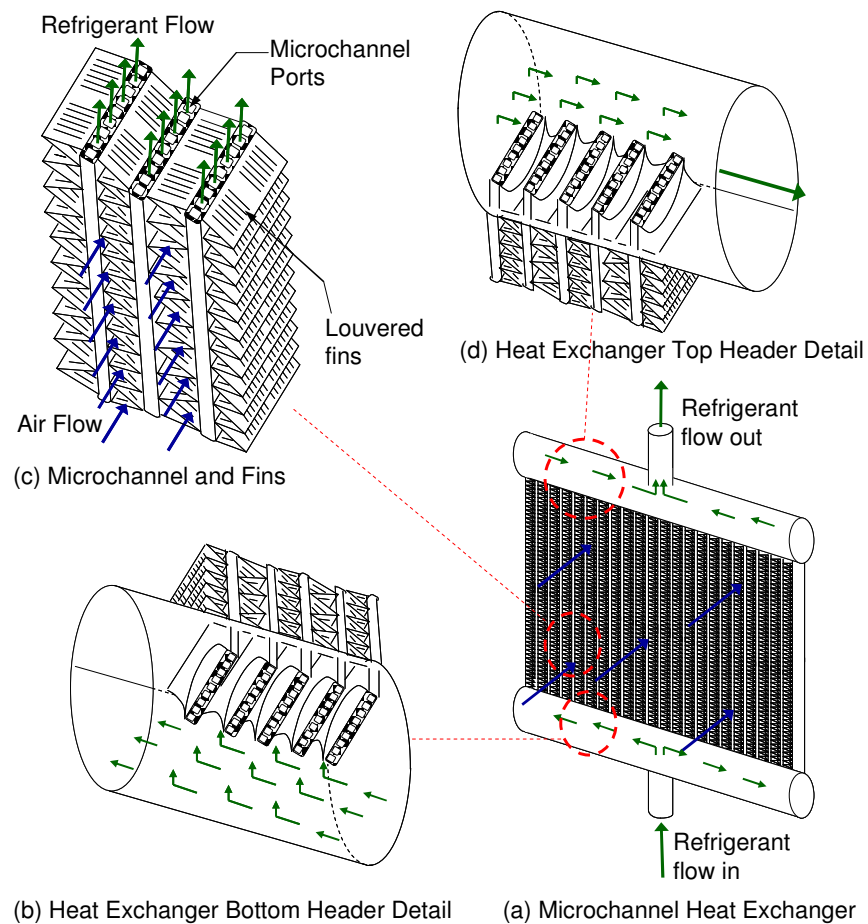 Refrigerant Flow
Microchannel
Ports
Louvered
fins
Air Flow
(c) Microchannel and Fins
(d) Heat Exchanger Top Header Detail
Refrigerant
flow out
Refrigerant
flow in
(b) Heat Exchanger Bottom Header Detail
(a) Microchannel Heat Exchanger